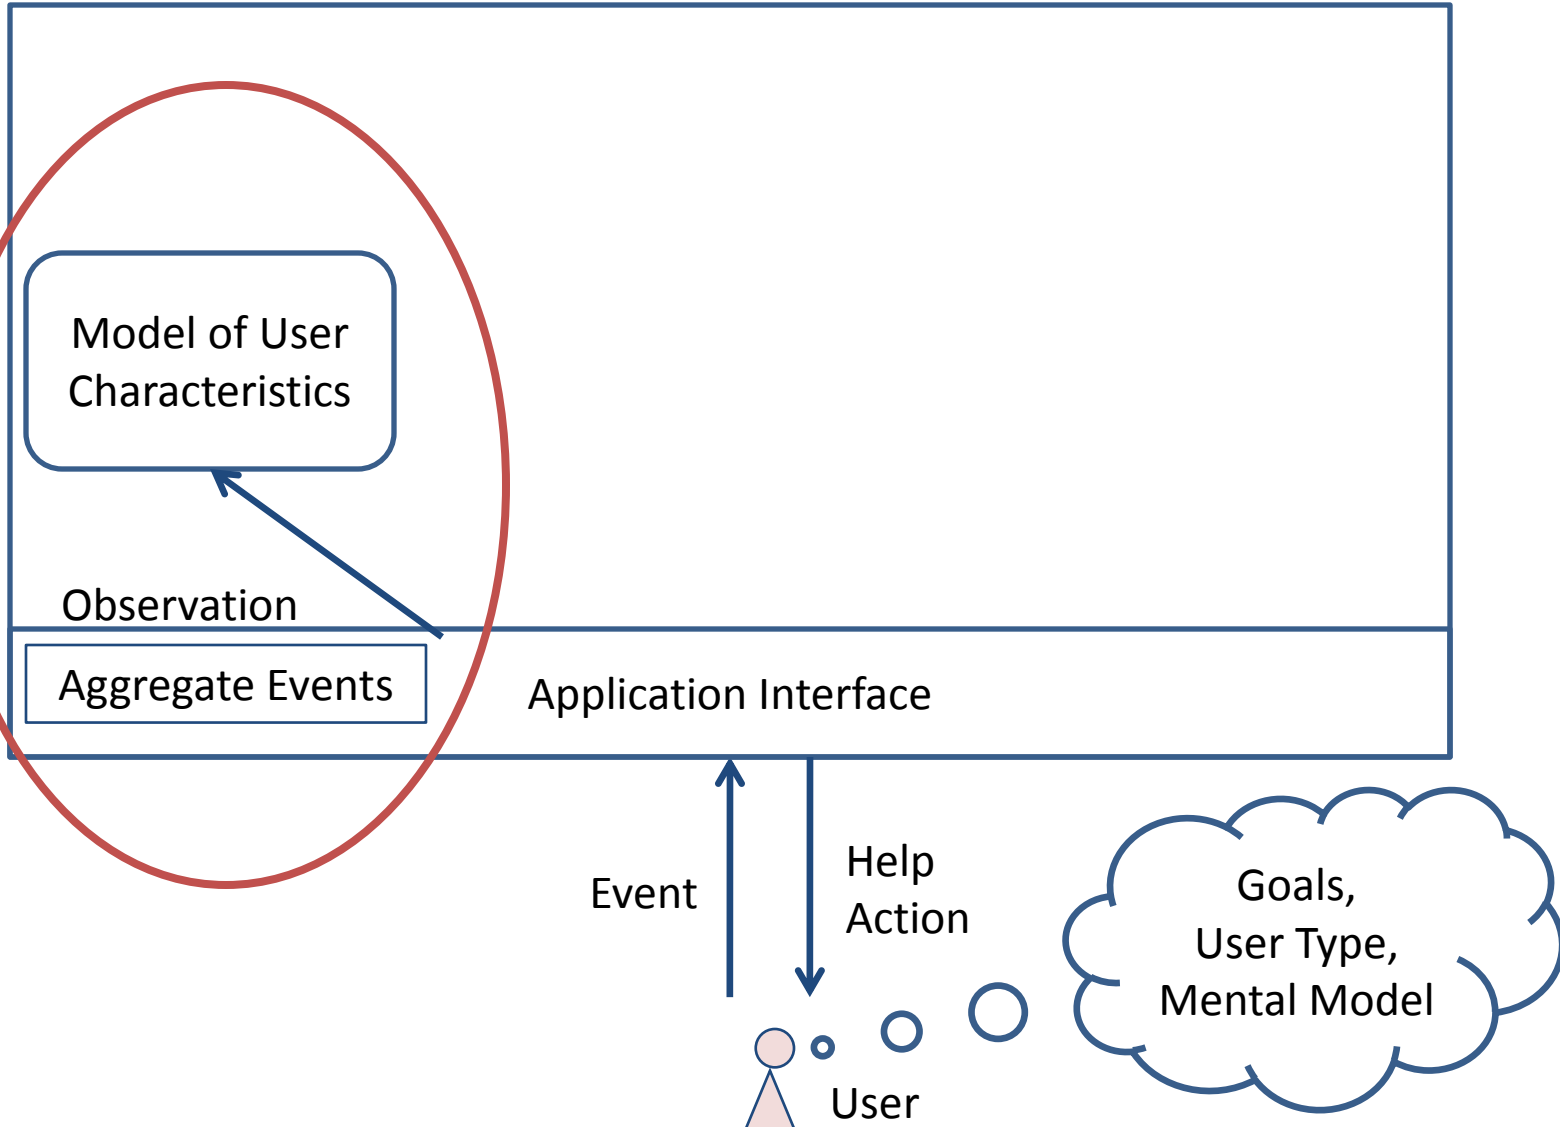 Model of User
Characteristics
Observation
Aggregate Events
Application Interface
Event
Help
Action
Goals,
User Type,
Mental Model
User